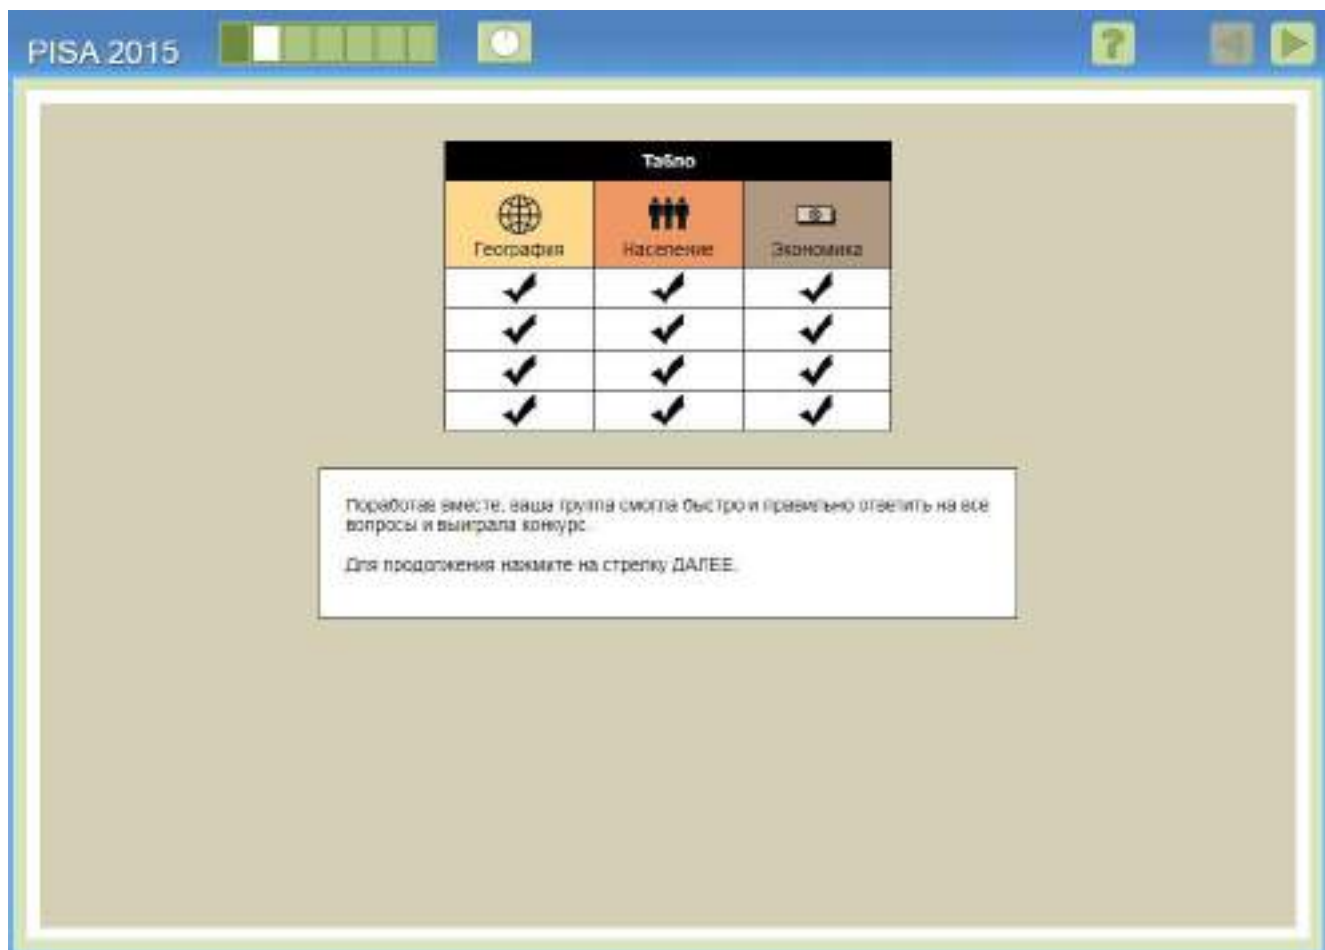 PISA 2015
?
Табло
География Население Экономика
Поработав вместе, ваша группа смогла быстро и правильно ответить на все
вопросы и выиграла конкурс.
Для продолжения нажмите на стрелку ДАЛЕЕ.